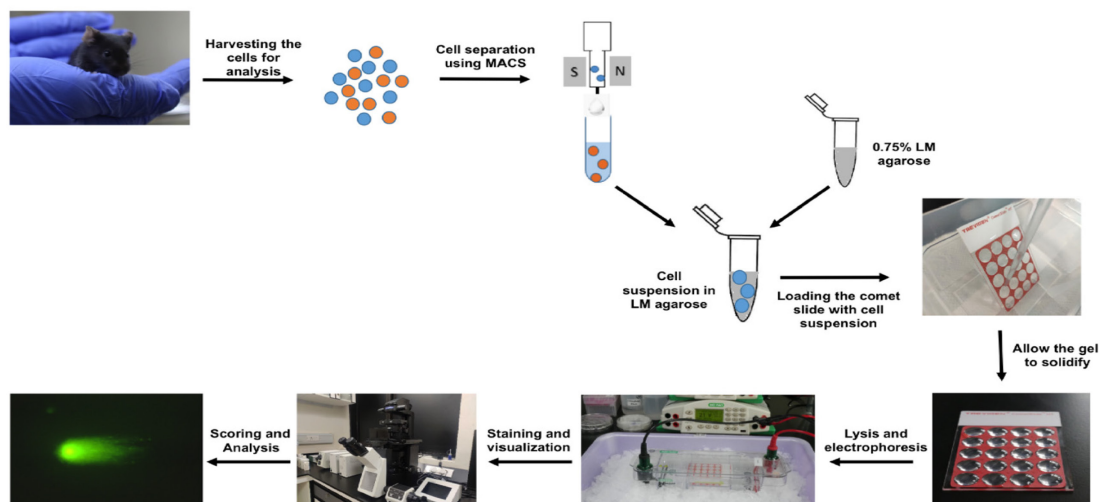 Harvesting the
cells for
analysis
Cell separation
using MACS
S
N
0.75% LM
agarose
Cell
suspension in
LM agarose
Loading the comet
slide with cell
suspension
Allow the gel
to solidify
Scoring and
Analysis
Staining and
visualization
Lysis and
electrophoresis